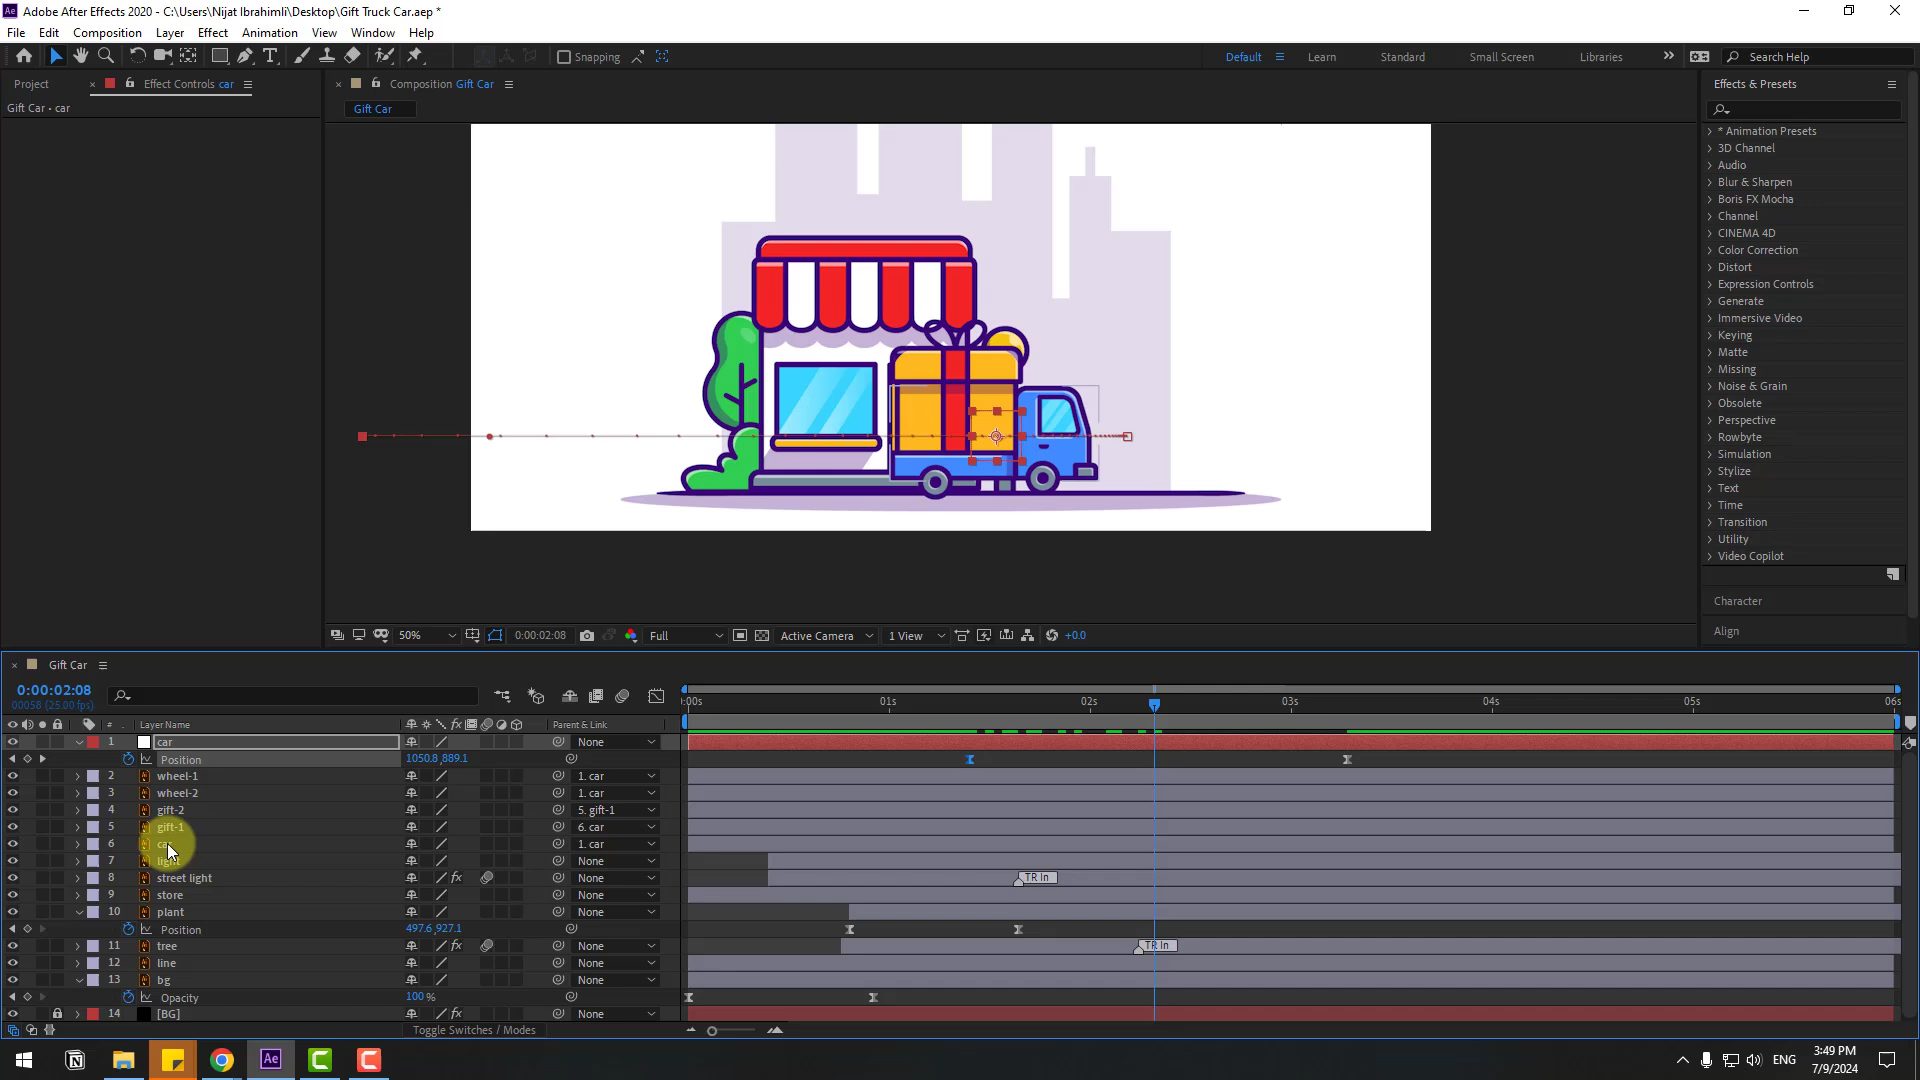 Adobe After Effects 2020 - C:\Users\Nijat Ibrahimli\Desktop\Gift Truck Car.aep *
File Edit Composition Layer Effect Animation View Window Help
Snapping
Default Learn Standard Small Screen Libraries Search Help
Project Effect Controls car
Composition Gift Car
Effects & Presets
Gift Car • car
Gift Car
* Animation Presets
3D Channel
Audio
Blur & Sharpen
Boris FX Mocha
Channel
CINEMA 4D
Color Correction
Distort
Expression Controls
Generate
Immersive Video
Keying
Matte
Missing
Noise & Grain
Obsolete
Perspective
Rowbyte
Simulation
Stylize
Text
Time
Transition
Utility
Video Copilot
Character
Align
50% 0:00:02:08 Full Active Camera 1 View +0.0
Gift Car
0:00:02:08
00058 (25.00 fps)
:00s 01s 02s 03s 04s 05s 06s
# Layer Name Parent & Link
1 car None
Position 1050.8,889.1
2 wheel-1 1. car
3 wheel-2 1. car
4 gift-2 5. gift-1
5 gift-1 6. car
6 car 1. car
7 light None
8 street light fx None TR In
9 store None
10 plant None
Position 497.6,927.1
11 tree fx None TR In
12 line None
13 bg None
Opacity 100 %
14 [BG] fx None
Toggle Switches / Modes
ENG
3:49 PM
7/9/2024